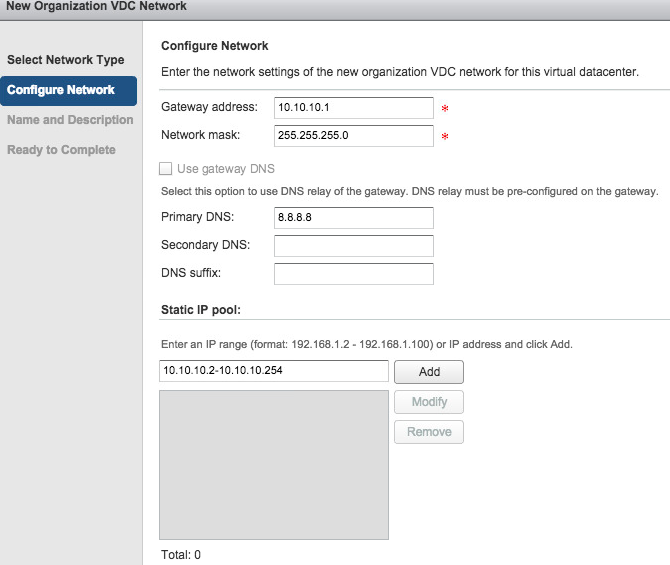 New Organization VDC Network
Select Network Type
Configure Network
Name and Description
Ready to Complete
Configure Network
Enter the network settings of the new organization VDC network for this virtual datacenter.
Gateway address: 10.10.10.1 *
Network mask: 255.255.255.0 *
Use gateway DNS
Select this option to use DNS relay of the gateway. DNS relay must be pre-configured on the gateway.
Primary DNS: 8.8.8.8
Secondary DNS:
DNS suffix:
Static IP pool:
Enter an IP range (format: 192.168.1.2 - 192.168.1.100) or IP address and click Add.
10.10.10.2-10.10.10.254 Add
Modify
Remove
Total: 0